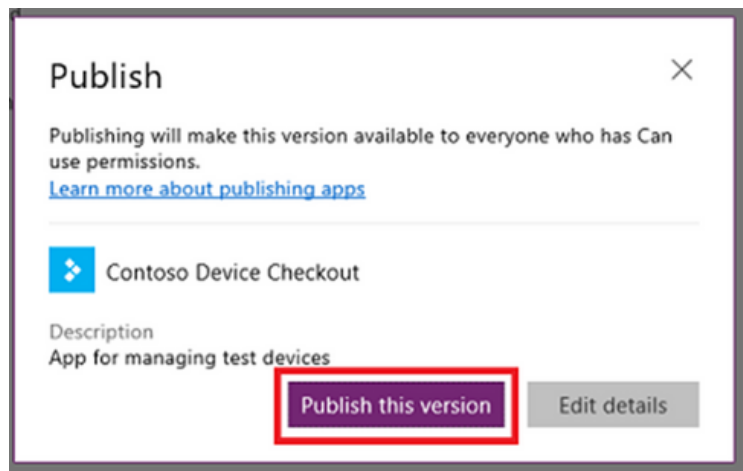 Publish
Publishing will make this version available to everyone who has Can
use permissions.
Learn more about publishing apps
Contoso Device Checkout
Description
App for managing test devices
Publish this version
Edit details